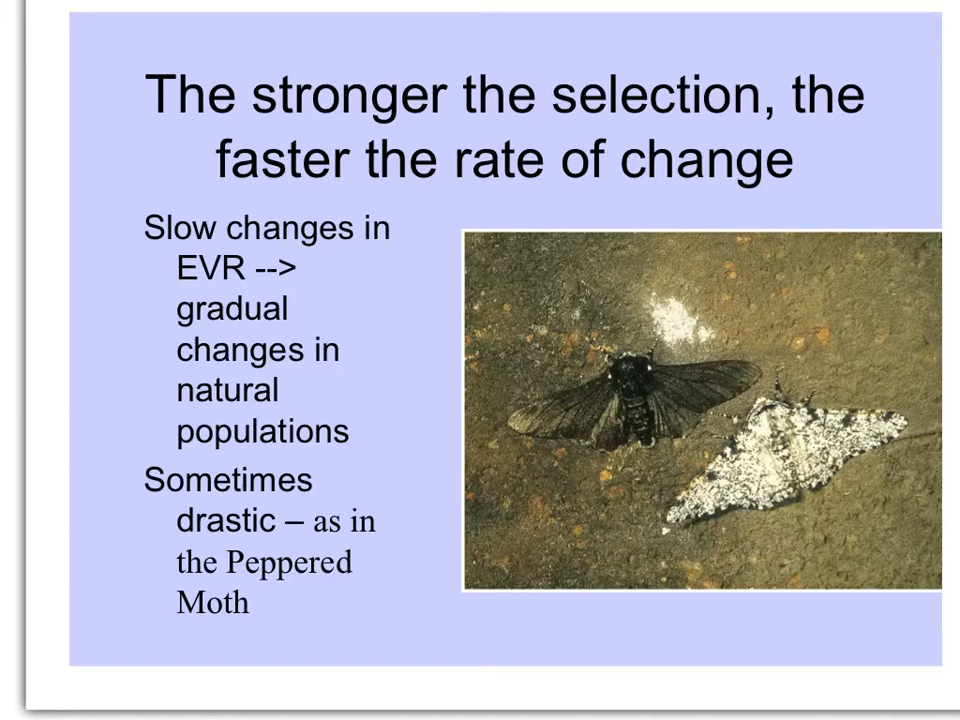 The stronger the selection, the
faster the rate of change
Slow changes in
EVR -->
gradual
changes in
natural
populations
Sometimes
drastic – as in
the Peppered
Moth